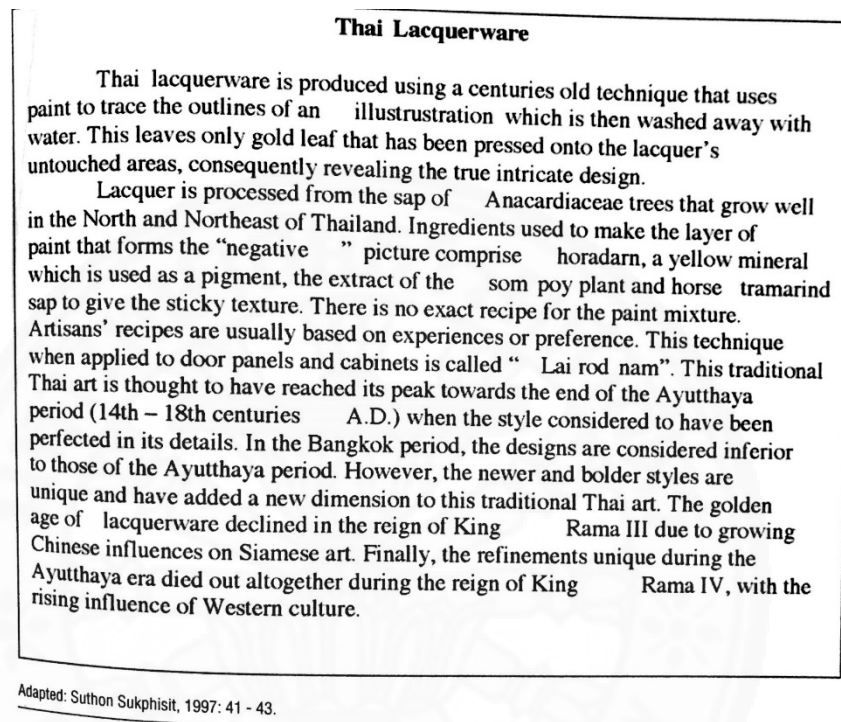 Thai Lacquerware
Thai lacquerware is produced using a centuries old technique that uses
paint to trace the outlines of an illustrustration which is then washed away with
water. This leaves only gold leaf that has been pressed onto the lacquer's
untouched areas, consequently revealing the true intricate design.
Lacquer is processed from the sap of Anacardiaceae trees that grow well
in the North and Northeast of Thailand. Ingredients used to make the layer of
paint that forms the “negative ” picture comprise horadarn, a yellow mineral
which is used as a pigment, the extract of the som poy plant and horse tramarind
sap to give the sticky texture. There is no exact recipe for the paint mixture.
Artisans' recipes are usually based on experiences or preference. This technique
when applied to door panels and cabinets is called “ Lai rod nam”. This traditional
Thai art is thought to have reached its peak towards the end of the Ayutthaya
period (14th – 18th centuries A.D.) when the style considered to have been
perfected in its details. In the Bangkok period, the designs are considered inferior
to those of the Ayutthaya period. However, the newer and bolder styles are
unique and have added a new dimension to this traditional Thai art. The golden
age of lacquerware declined in the reign of King Rama III due to growing
Chinese influences on Siamese art. Finally, the refinements unique during the
Ayutthaya era died out altogether during the reign of King Rama IV, with the
rising influence of Western culture.
Adapted: Suthon Sukphisit, 1997: 41 - 43.